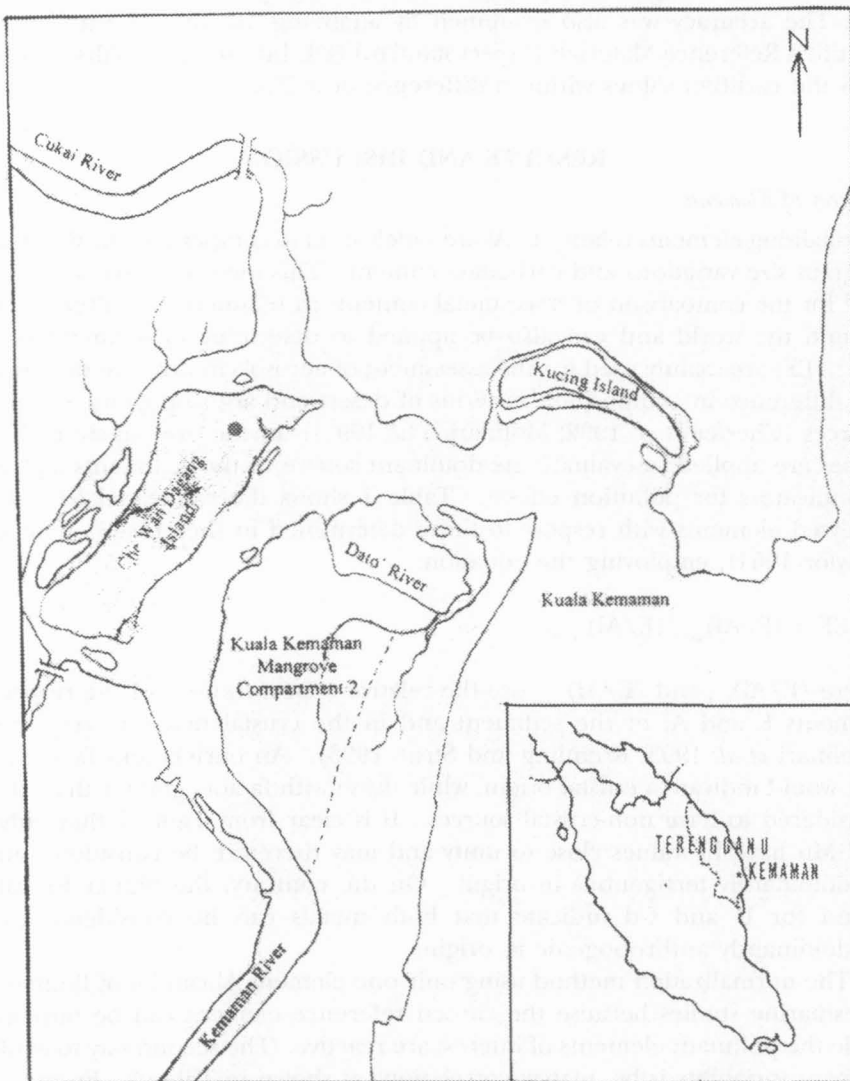 N
Cukai River
Kucing Island
Che Wan Dagang
Island
Dato' River
Kuala Kemaman
Kuala Kemaman
Mangrove
Compartment 2
TERENGGANU
KEMAMAN
Kemaman River